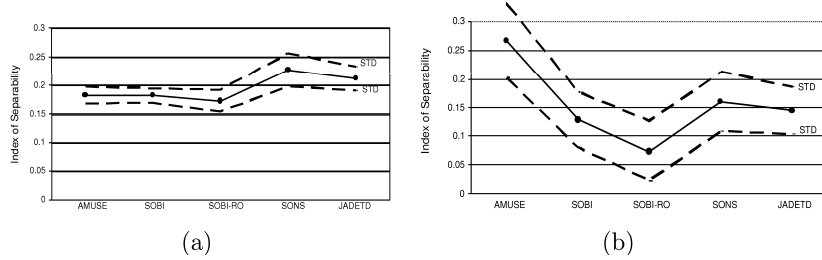 Index of Separability
0.3
0.25
0.2
0.15
0.1
0.05
0
STD
STD
AMUSE SOBI SOBI-RO SONS JADETD
(a)
Index of Separability
0.3
0.25
0.2
0.15
0.1
0.05
0
STD
STD
AMUSE SOBI SOBI-RO SONS JADETD
(b)